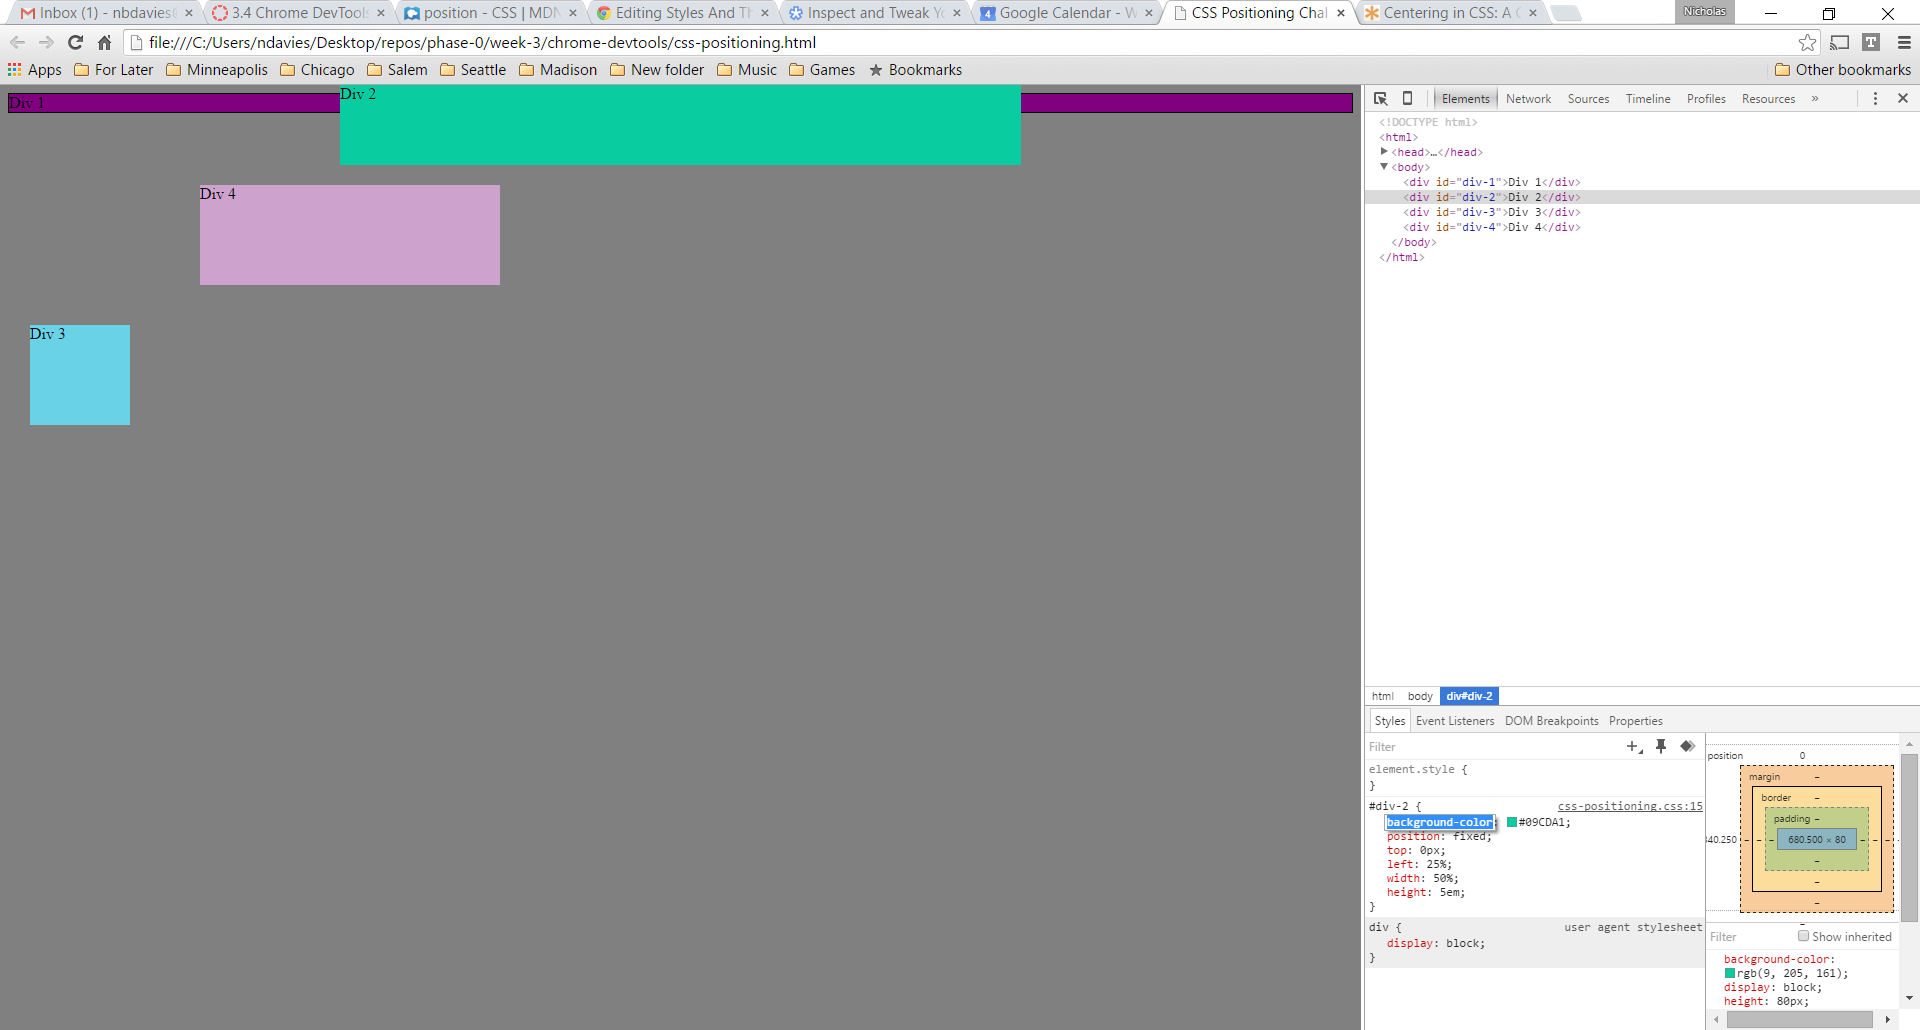 Inbox (1) - nbdavies
3.4 Chrome DevTools
position - CSS | MDN
Editing Styles And Th
Inspect and Tweak Yo
Google Calendar - W
CSS Positioning Chal
Centering in CSS: A C
Nicholas
file:///C:/Users/ndavies/Desktop/repos/phase-0/week-3/chrome-devtools/css-positioning.html
Apps For Later Minneapolis Chicago Salem Seattle Madison New folder Music Games Bookmarks Other bookmarks
Div 1
Div 2
Div 4
Div 3
Elements Network Sources Timeline Profiles Resources »
<!DOCTYPE html>
<html>
<head>…</head>
<body>
<div id="div-1">Div 1</div>
<div id="div-2">Div 2</div>
<div id="div-3">Div 3</div>
<div id="div-4">Div 4</div>
</body>
</html>
html body div#div-2
Styles Event Listeners DOM Breakpoints Properties
Filter
element.style {
}
#div-2 { css-positioning.css:15
background-color: #09CDA1;
position: fixed;
top: 0px;
left: 25%;
width: 50%;
height: 5em;
}
div { user agent stylesheet
display: block;
}
position 0
margin –
border –
padding –
340.250 – – – 680.500 × 80 – – –
–
–
–
–
Filter Show inherited
background-color:
rgb(9, 205, 161);
display: block;
height: 80px;